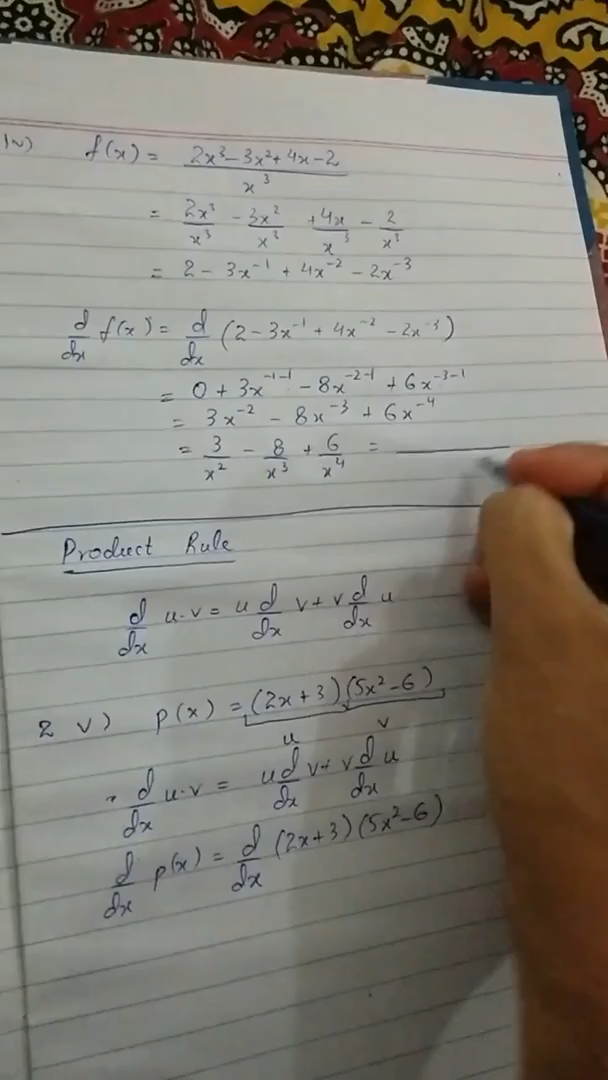 iv) f(x) = (2x³ - 3x² + 4x - 2)/x³
= 2x³/x³ - 3x²/x³ + 4x/x³ - 2/x³
= 2 - 3x⁻¹ + 4x⁻² - 2x⁻³
d/dx f(x) = d/dx (2 - 3x⁻¹ + 4x⁻² - 2x⁻³)
= 0 + 3x⁻¹⁻¹ - 8x⁻²⁻¹ + 6x⁻³⁻¹
= 3x⁻² - 8x⁻³ + 6x⁻⁴
= 3/x² - 8/x³ + 6/x⁴ =
Product Rule
d/dx u·v = u d/dx v + v d/dx u
2 v) p(x) = (2x+3)(5x²-6)
u v
d/dx u·v = u d/dx v + v d/dx u
d/dx p(x) = d/dx (2x+3)(5x²-6)